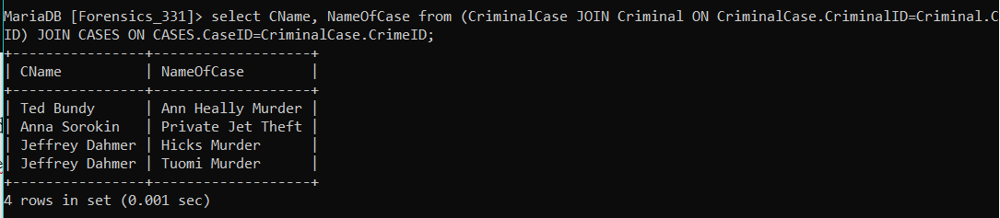 MariaDB [Forensics_331]> select CName, NameOfCase from (CriminalCase JOIN Criminal ON CriminalCase.CriminalID=Criminal.C
ID) JOIN CASES ON CASES.CaseID=CriminalCase.CrimeID;
+----------------+-------------------+
| CName          | NameOfCase        |
+----------------+-------------------+
| Ted Bundy      | Ann Heally Murder |
| Anna Sorokin   | Private Jet Theft |
| Jeffrey Dahmer | Hicks Murder      |
| Jeffrey Dahmer | Tuomi Murder      |
+----------------+-------------------+
4 rows in set (0.001 sec)